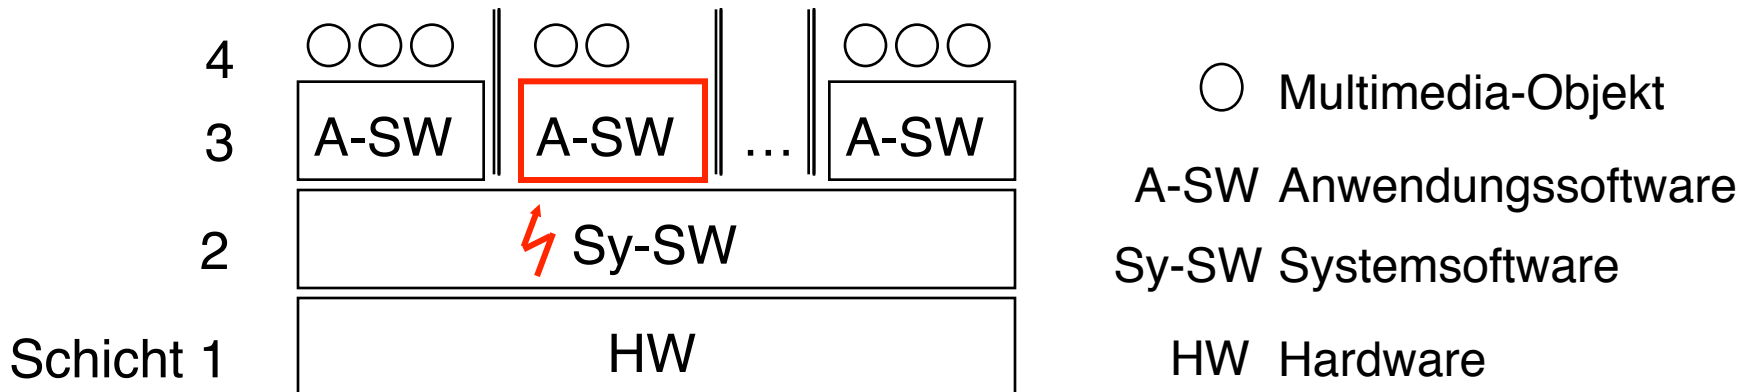 4
3 A-SW A-SW ... A-SW
2 Sy-SW
Schicht 1 HW
Multimedia-Objekt
A-SW Anwendungssoftware
Sy-SW Systemsoftware
HW Hardware